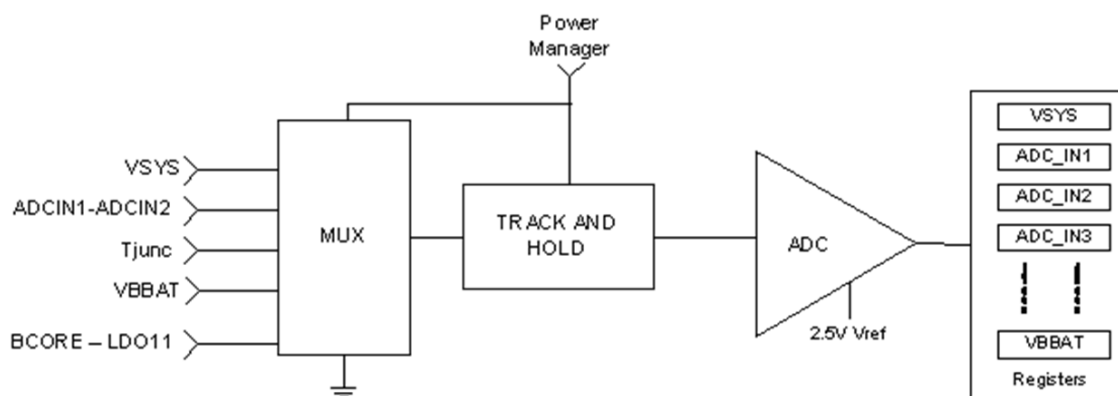 Power
Manager
VSYS
ADCIN1-ADCIN2
Tjunc
VBBAT
BCORE – LDO11
MUX
TRACK AND
HOLD
ADC
2.5V Vref
VSYS
ADC_IN1
ADC_IN2
ADC_IN3
VBBAT
Registers